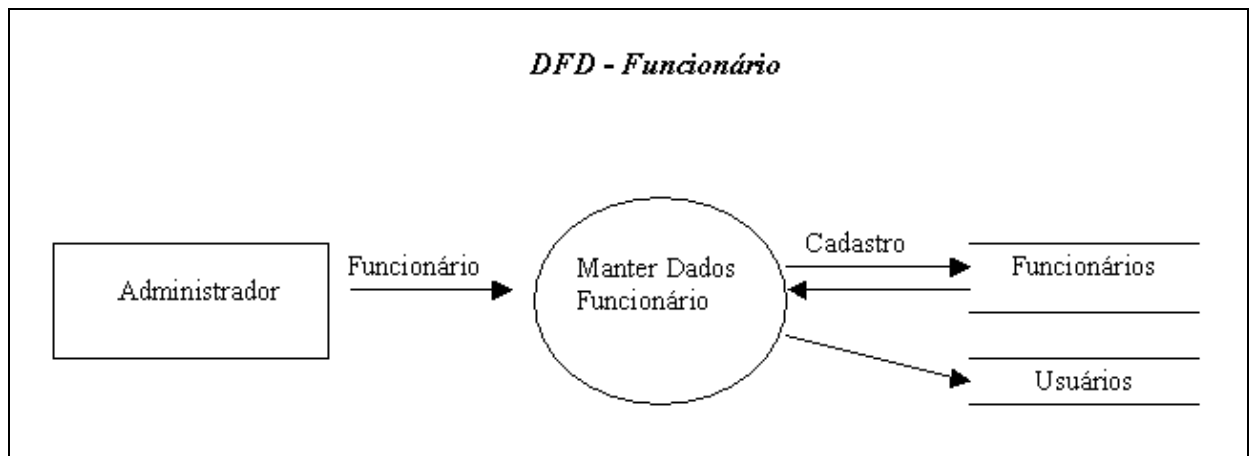 DFD - Funcionário
Administrador
Funcionário
Manter Dados
Funcionário
Cadastro
Funcionários
Usuários